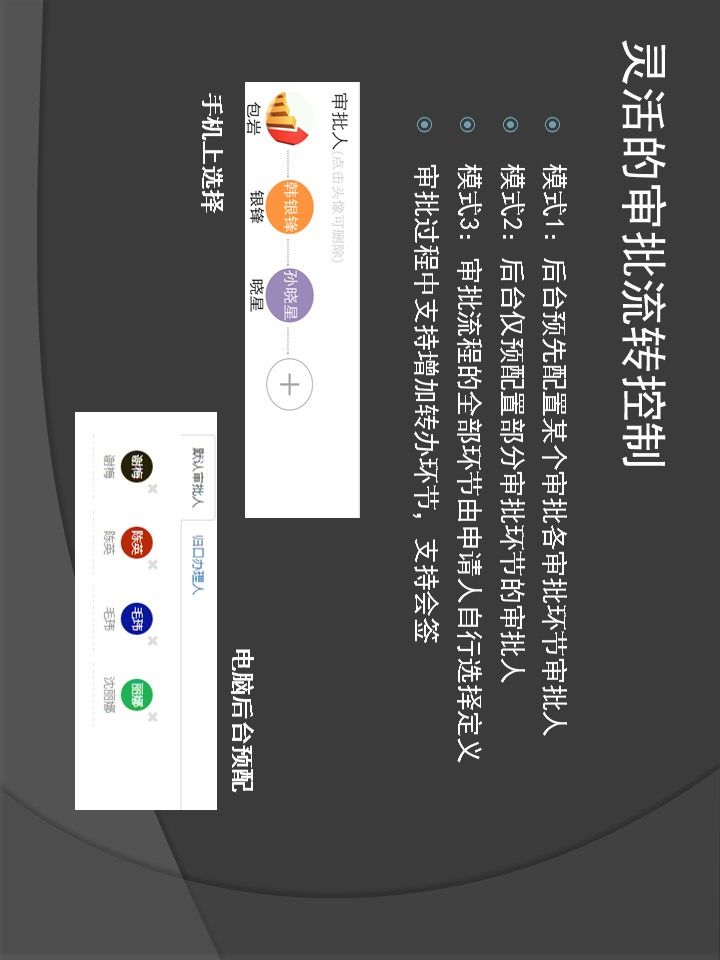 灵活的审批流转控制
模式1：后台预先配置某个审批各审批环节审批人
模式2：后台仅预配置部分审批环节的审批人
模式3：审批流程的全部环节由申请人自行选择定义
审批过程中支持增加转办环节，支持会签
审批人(点击头像可删除)
韩银锋 孙晓星
包岩 银锋 晓星
手机上选择
电脑后台预配
默认审批人 归口办理人
谢梅 陈英 毛玮 丽娜
谢梅 陈英 毛玮 沈丽娜